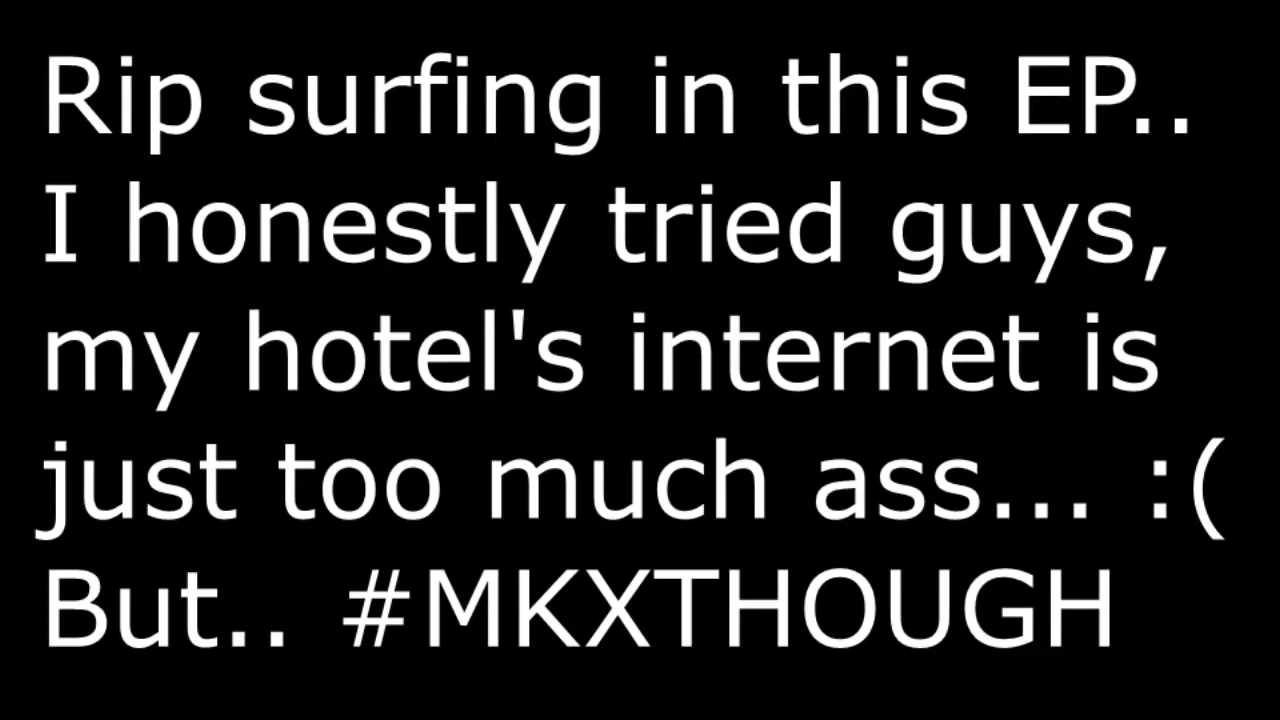 Rip surfing in this EP..
I honestly tried guys,
my hotel's internet is
just too much ass... :(
But.. #MKXTHOUGH